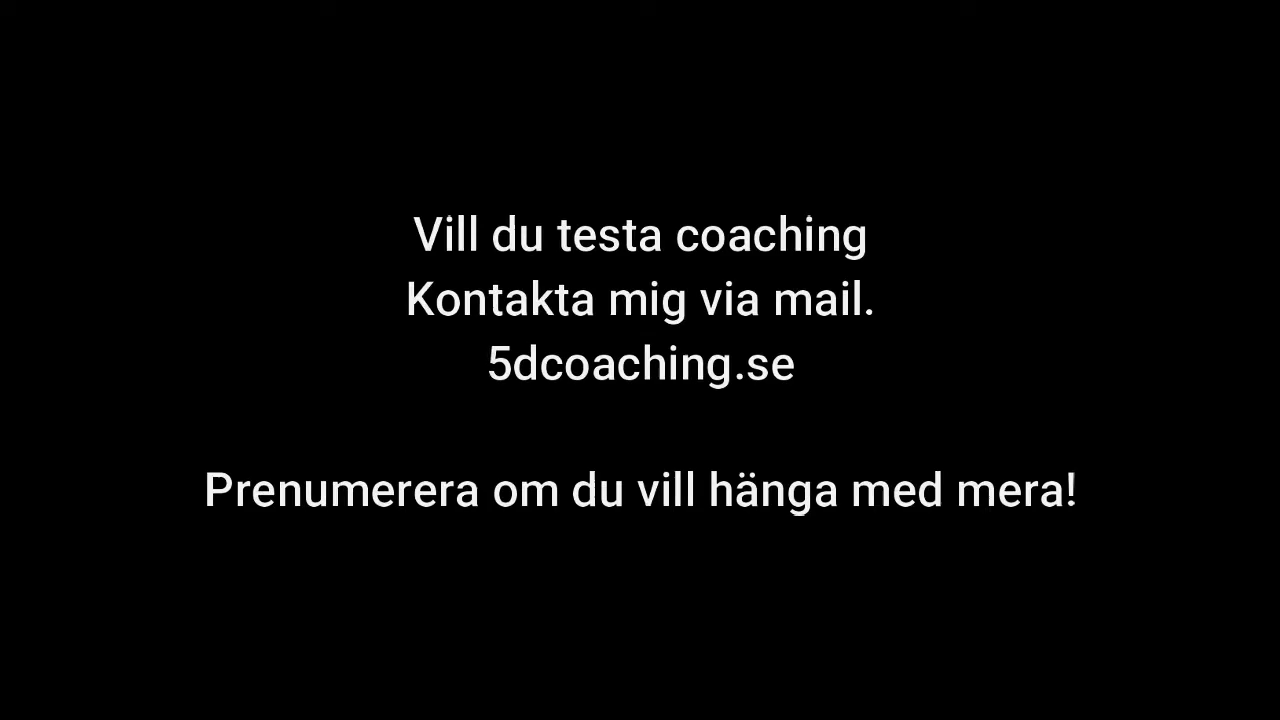 Vill du testa coaching
Kontakta mig via mail.
5dcoaching.se
Prenumerera om du vill hänga med mera!